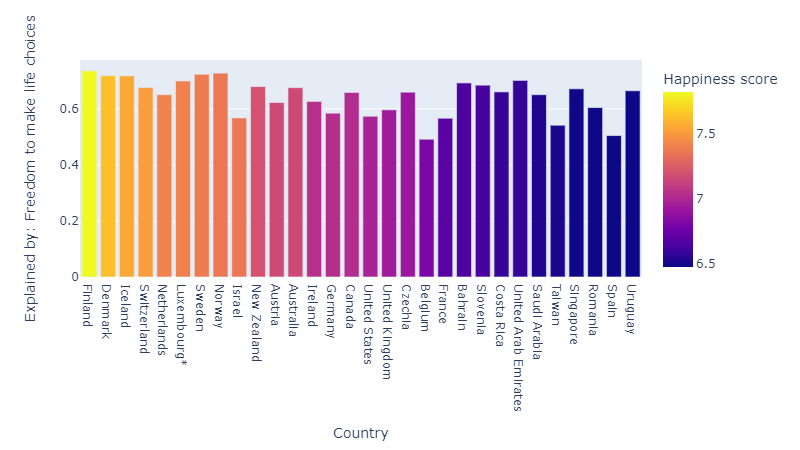 Explained by: Freedom to make life choices
0.6
0.4
0.2
0
Finland
Denmark
Iceland
Switzerland
Netherlands
Luxembourg*
Sweden
Norway
Israel
New Zealand
Austria
Australia
Ireland
Germany
Canada
United States
United Kingdom
Czechia
Belgium
France
Bahrain
Slovenia
Costa Rica
United Arab Emirates
Saudi Arabia
Taiwan
Singapore
Romania
Spain
Uruguay
Country
Happiness score
7.5
7
6.5